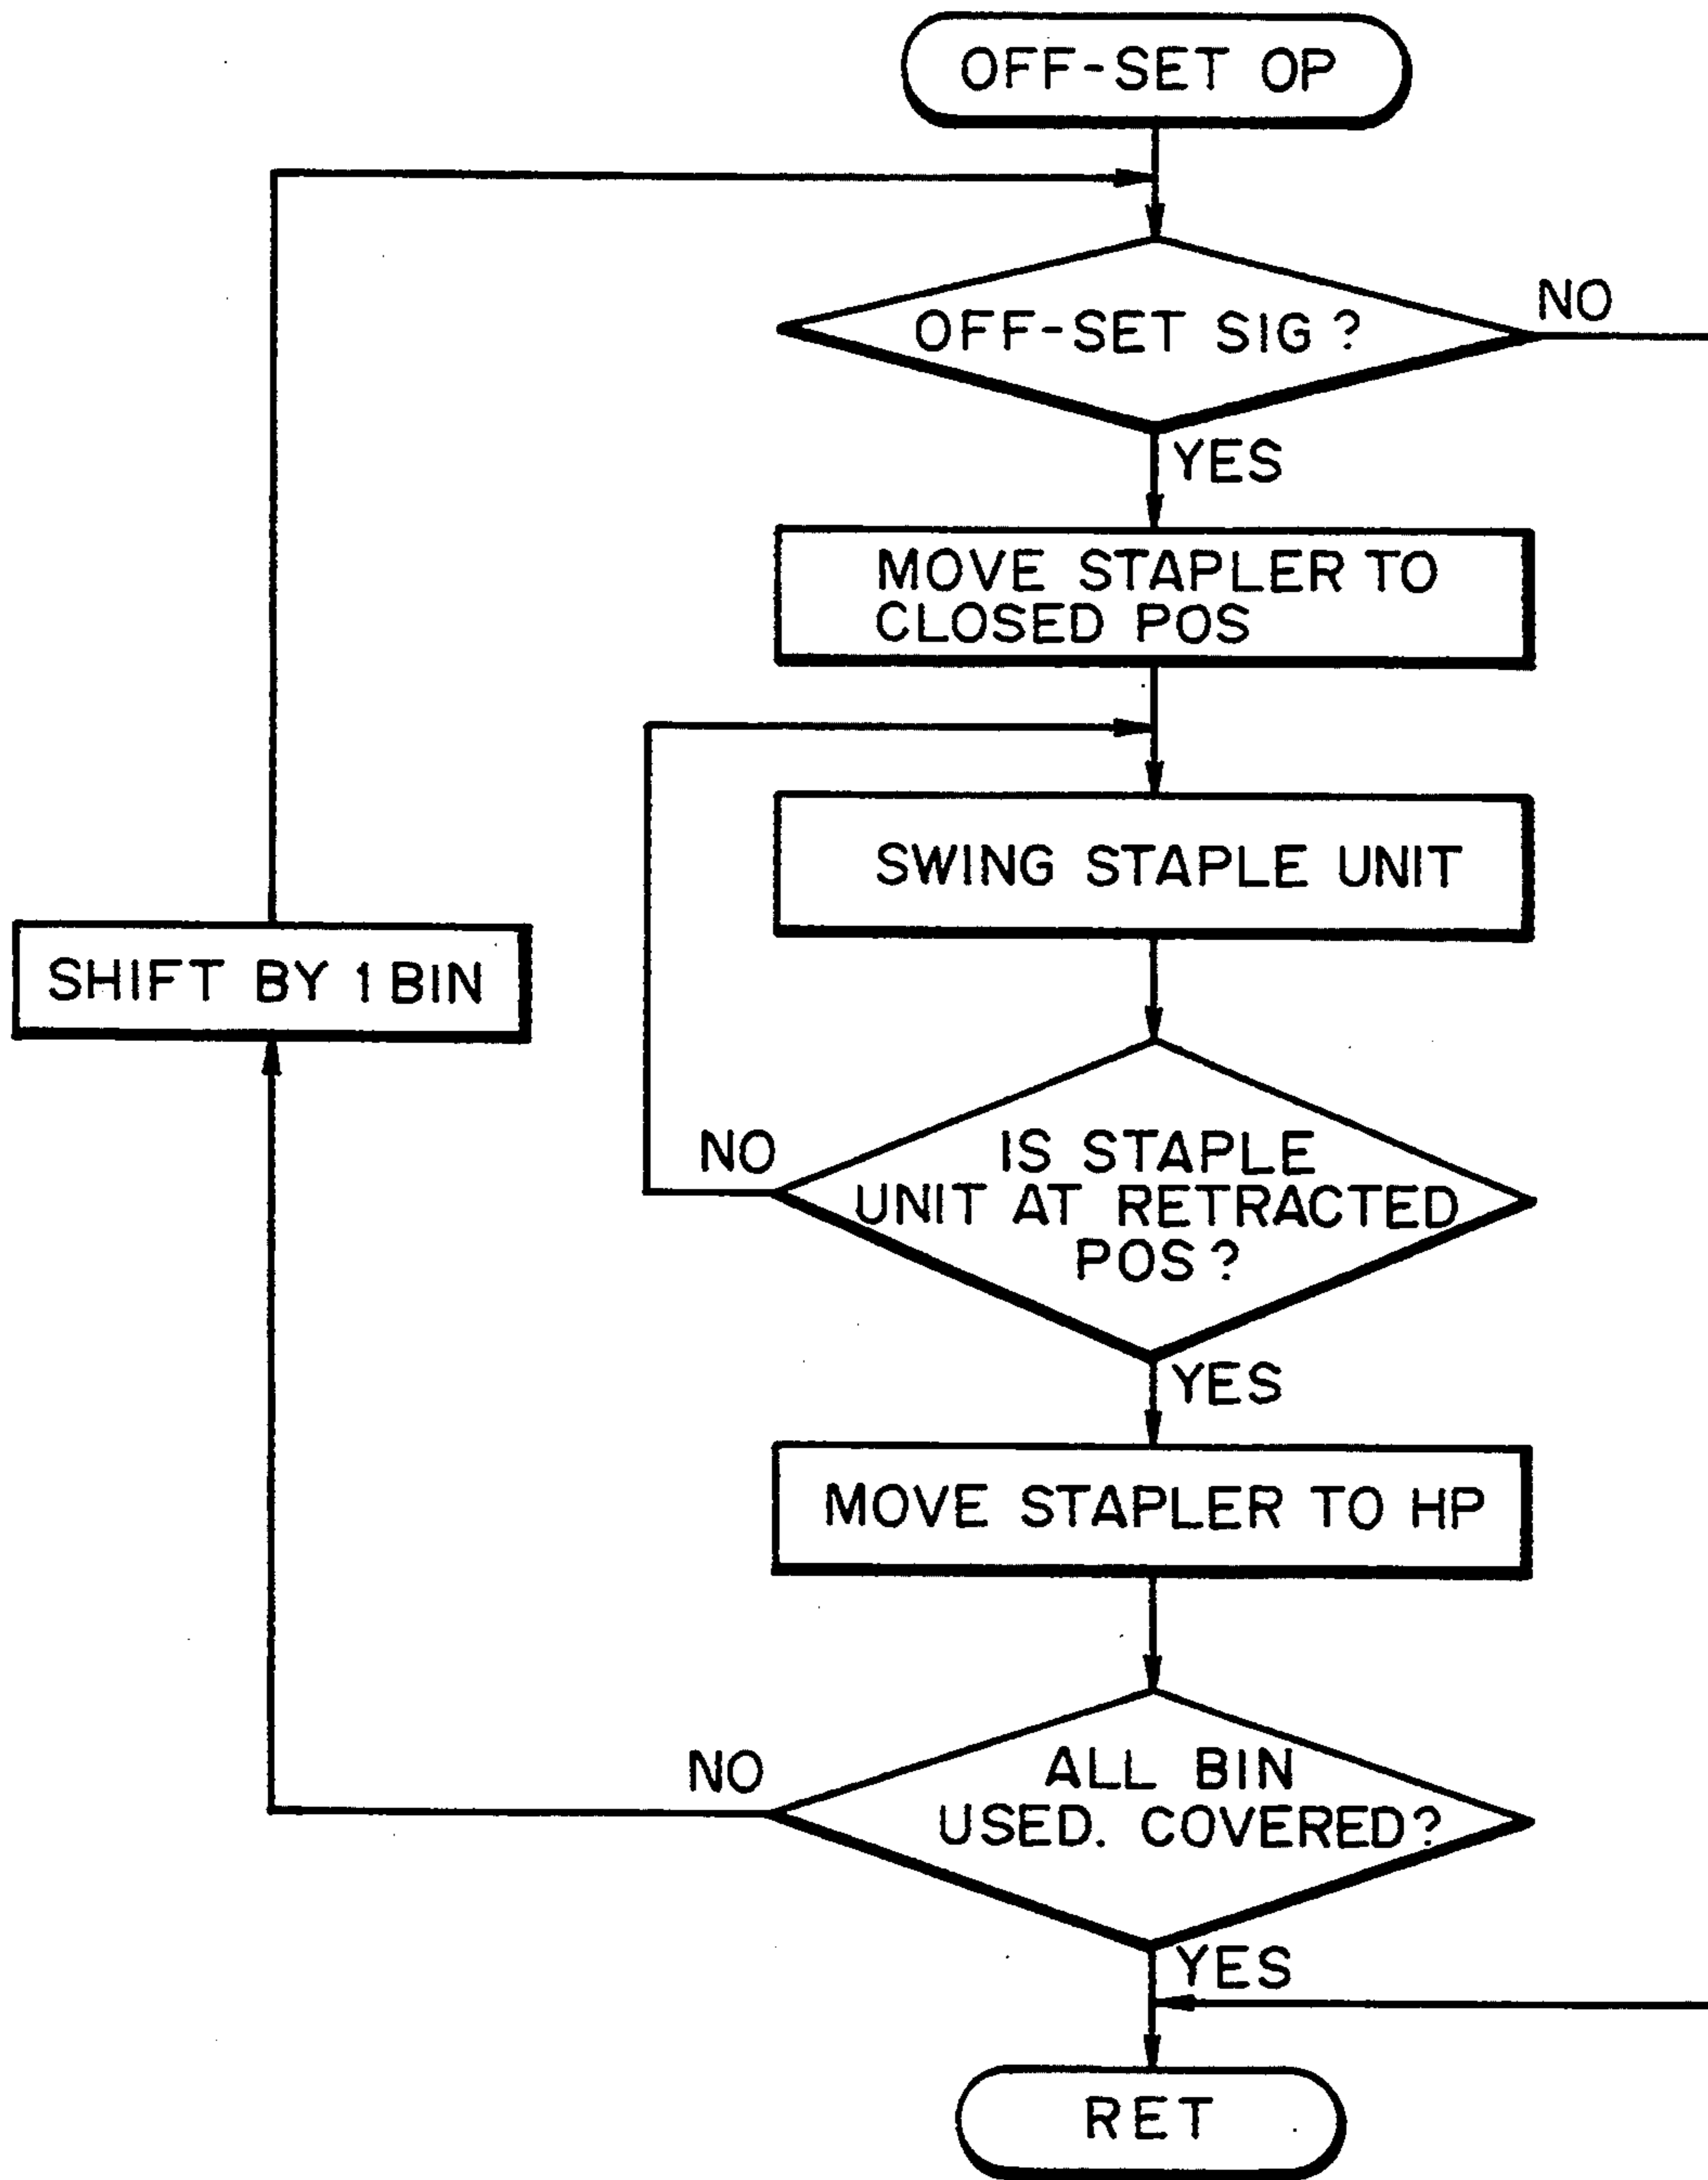 OFF-SET OP
OFF-SET SIG ?
NO
YES
MOVE STAPLER TO
CLOSED POS
SWING STAPLE UNIT
SHIFT BY 1 BIN
NO
IS STAPLE
UNIT AT RETRACTED
POS ?
YES
MOVE STAPLER TO HP
NO
ALL BIN
USED. COVERED?
YES
RET